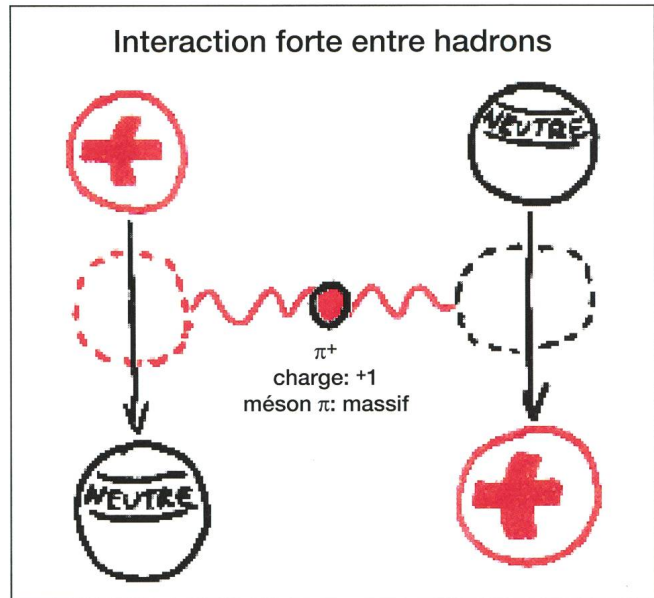 Interaction forte entre hadrons
NEUTRE
π+
charge: +1
méson π: massif
NEUTRE